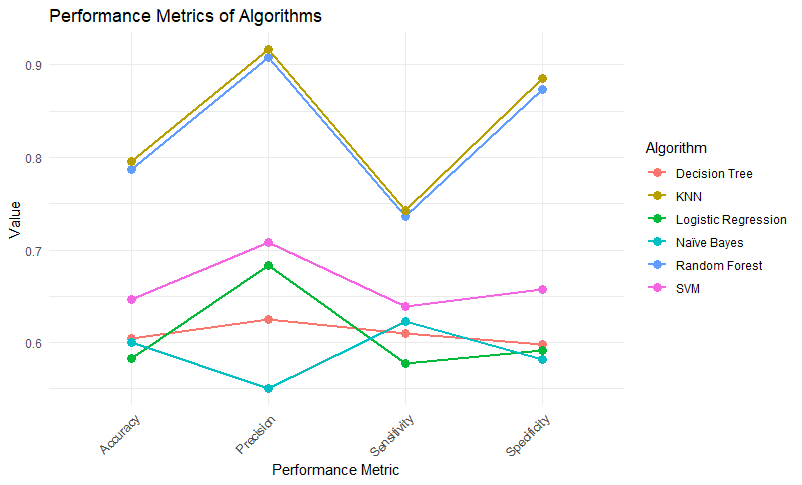 Performance Metrics of Algorithms
0.9
0.8
0.7
0.6
Value
Accuracy
Precision
Sensitivity
Specificity
Performance Metric
Algorithm
Decision Tree
KNN
Logistic Regression
Naïve Bayes
Random Forest
SVM